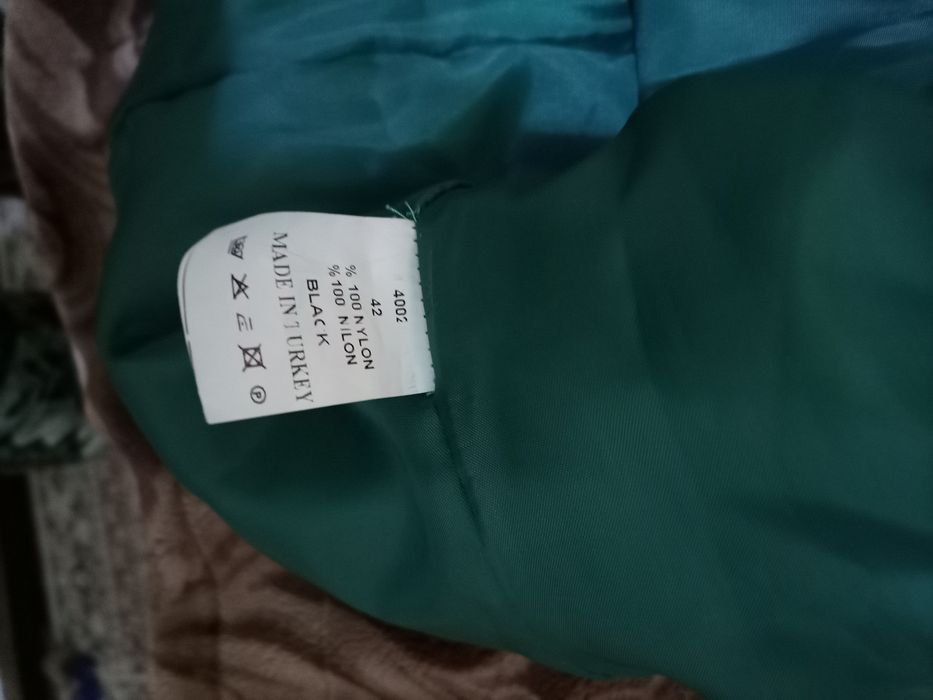 4002
42
% 100 NYLON
%100 NiLON
BLACK
MADE IN TURKEY
P